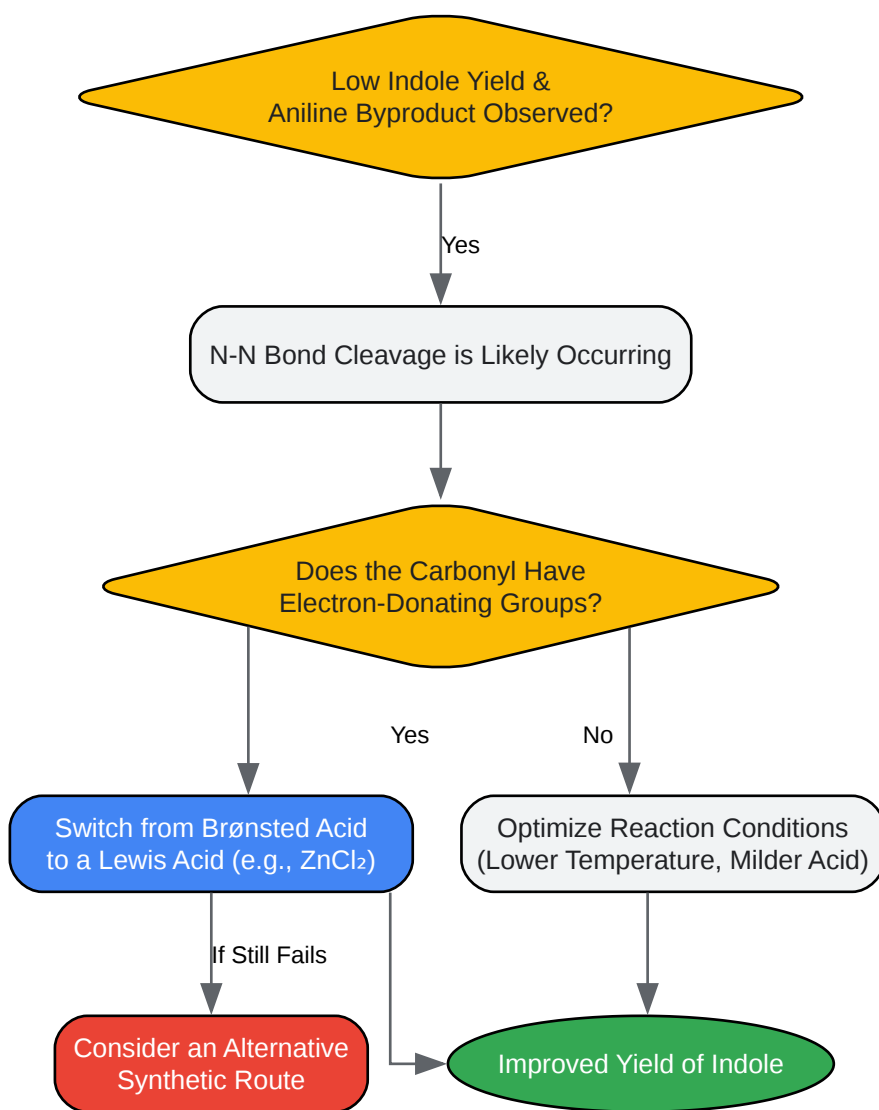 Low Indole Yield &
Aniline Byproduct Observed?
Yes
N-N Bond Cleavage is Likely Occurring
Does the Carbonyl Have
Electron-Donating Groups?
Yes
No
Switch from Brønsted Acid
to a Lewis Acid (e.g., ZnCl₂)
Optimize Reaction Conditions
(Lower Temperature, Milder Acid)
If Still Fails
Consider an Alternative
Synthetic Route
Improved Yield of Indole